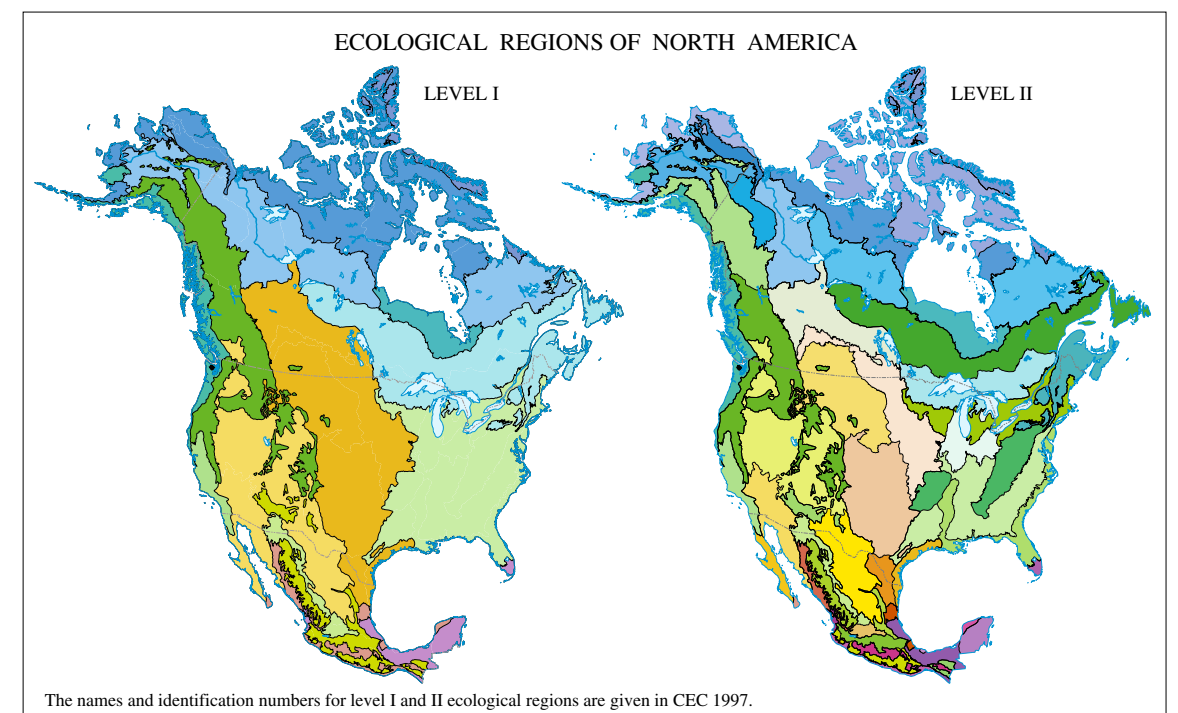 ECOLOGICAL REGIONS OF NORTH AMERICA
LEVEL I
LEVEL II
The names and identification numbers for level I and II ecological regions are given in CEC 1997.